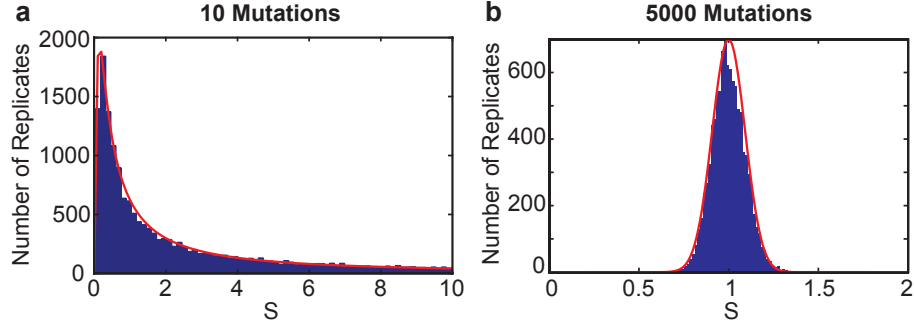 a
10 Mutations
Number of Replicates
2000
1500
1000
500
0
0 2 4 6 8 10
S
b
5000 Mutations
Number of Replicates
600
400
200
0
0 0.5 1 1.5 2
S